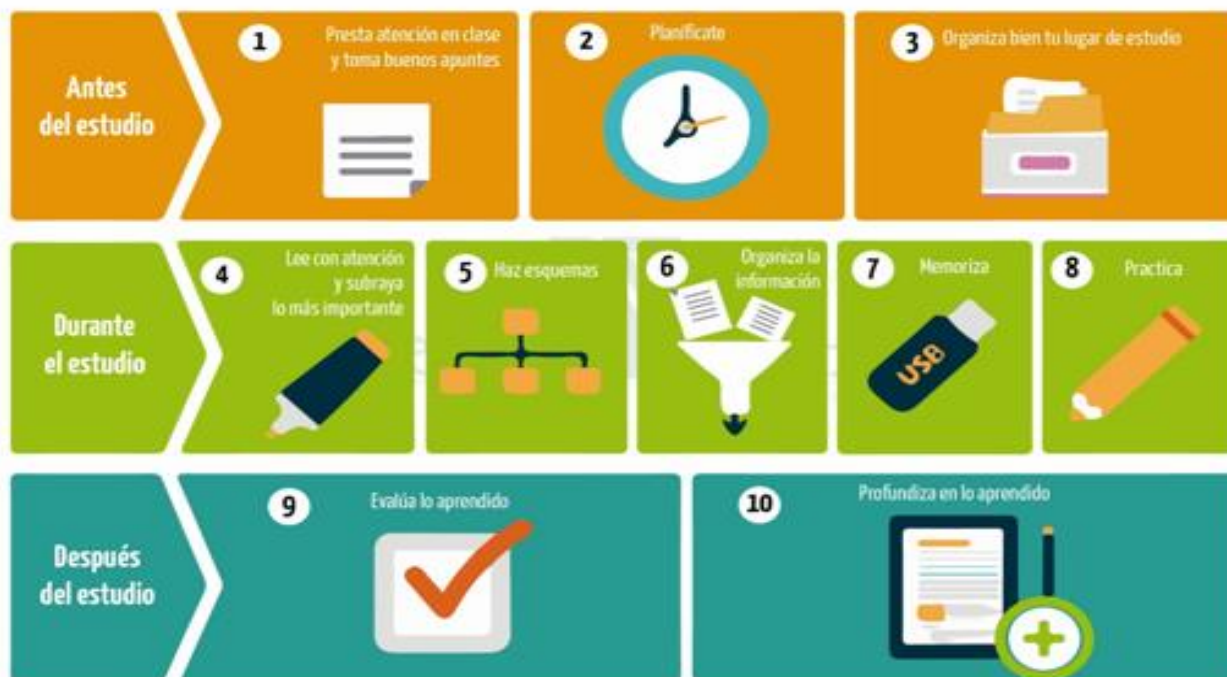 Antes
del estudio
1
Presta atención en clase
y toma buenos apuntes
2
Planifícate
3
Organiza bien tu lugar de estudio
Durante
el estudio
4
Lee con atención
y subraya
lo más importante
5
Haz esquemas
6
Organiza la
información
7
Memoriza
USB
8
Practica
Después
del estudio
9
Evalúa lo aprendido
10
Profundiza en lo aprendido